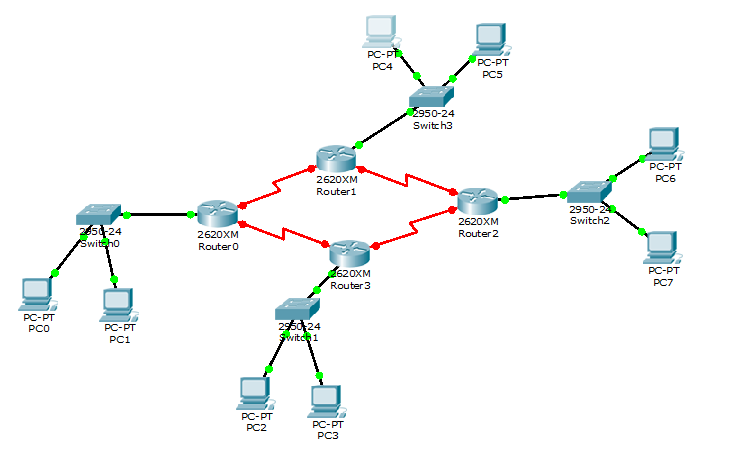 PC-PT
PC4
PC-PT
PC5
2950-24
Switch3
2620XM
Router1
PC-PT
PC6
2950-24
Switch2
2620XM
Router2
2950-24
Switch0
2620XM
Router0
PC-PT
PC7
2620XM
Router3
PC-PT
PC0
PC-PT
PC1
2950-24
Switch1
PC-PT
PC2
PC-PT
PC3